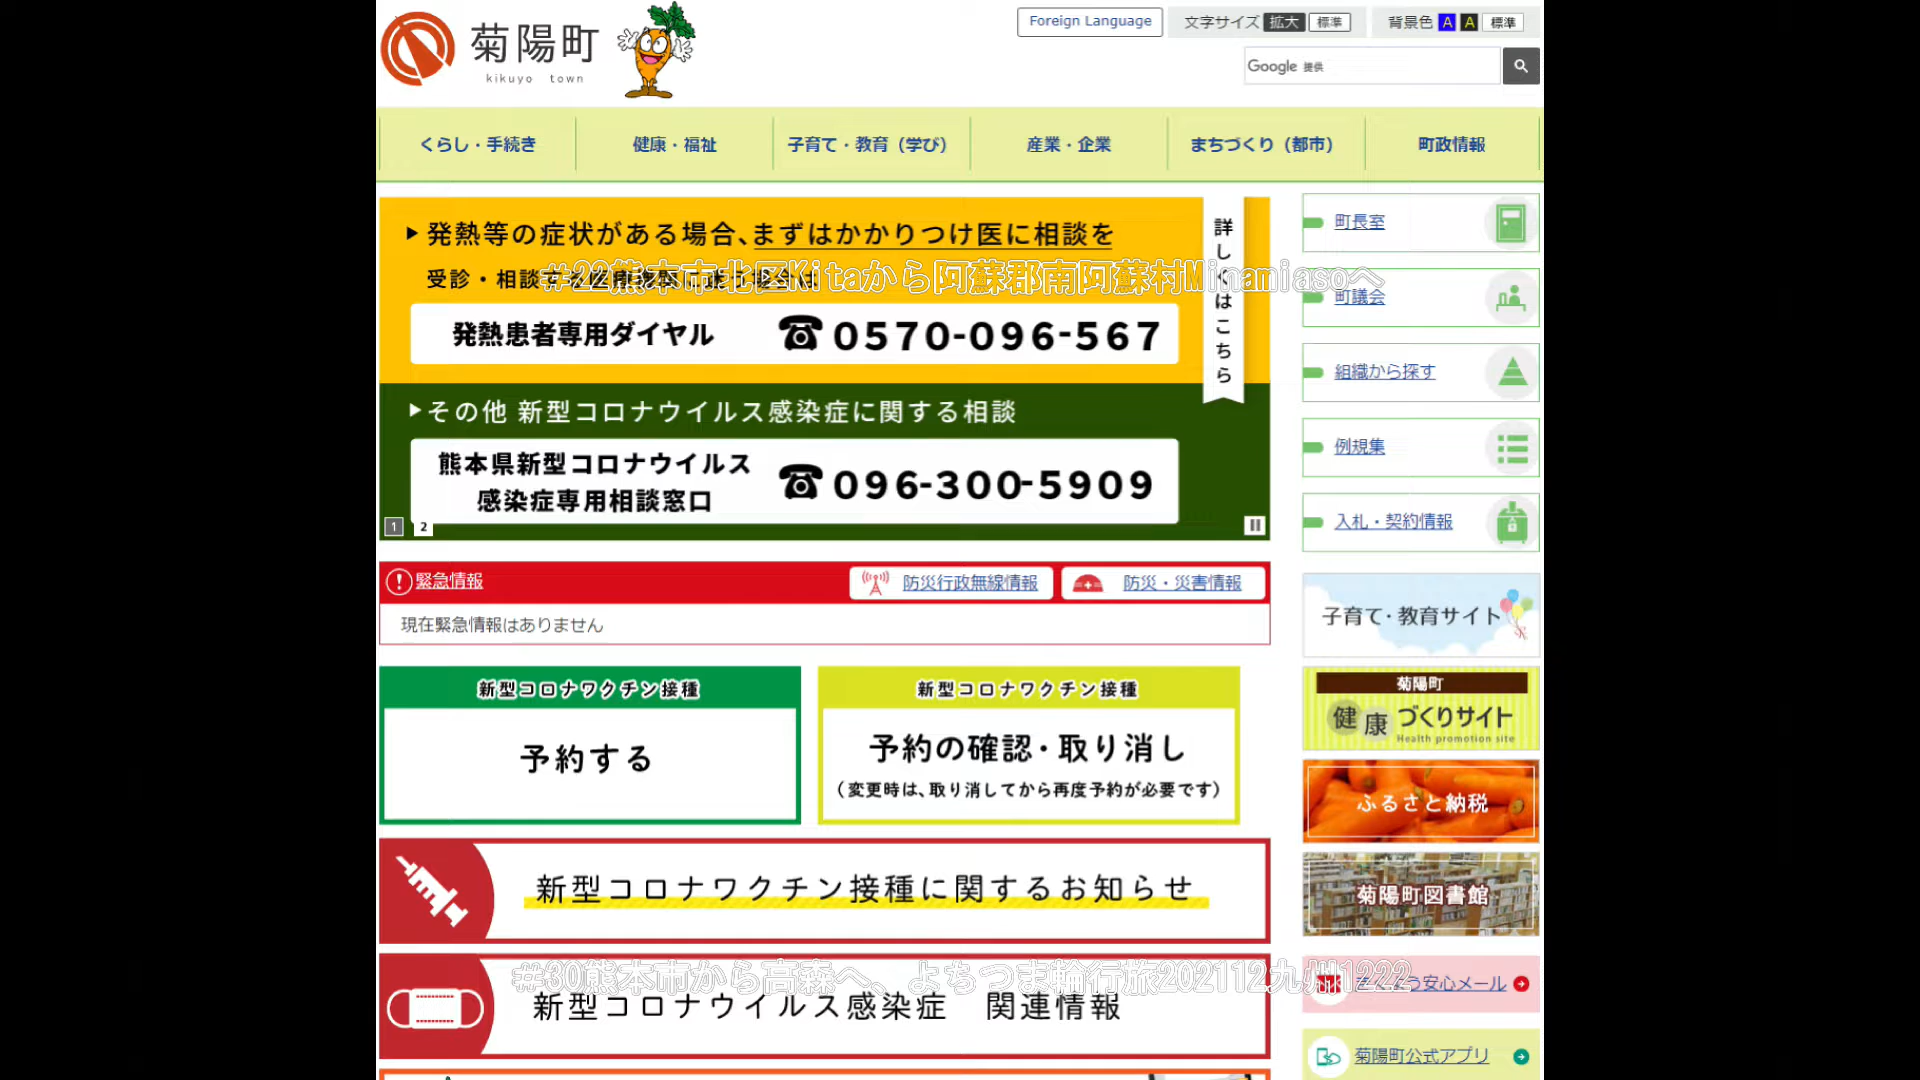 菊陽町
kikuyo town
Foreign Language
文字サイズ 拡大 標準
背景色 A A 標準
Google 提供
くらし・手続き
健康・福祉
子育て・教育（学び）
産業・企業
まちづくり（都市）
町政情報
発熱等の症状がある場合、まずはかかりつけ医に相談を
受診・相談
#22熊本市北区Kitaから阿蘇郡南阿蘇村Minamiasoへ
発熱患者専用ダイヤル ☎0570-096-567
詳しくはこちら
その他 新型コロナウイルス感染症に関する相談
熊本県新型コロナウイルス
感染症専用相談窓口
☎096-300-5909
1 2
緊急情報
防災行政無線情報
防災・災害情報
現在緊急情報はありません
新型コロナワクチン接種
予約する
新型コロナワクチン接種
予約の確認・取り消し
（変更時は、取り消してから再度予約が必要です）
新型コロナワクチン接種に関するお知らせ
#30熊本市から高森へ、よちつま輪行旅202112九州1222
新型コロナウイルス感染症 関連情報
町長室
町議会
組織から探す
例規集
入札・契約情報
子育て・教育サイト
菊陽町
健康づくりサイト
Health promotion site
ふるさと納税
菊陽町図書館
安心メール
菊陽町公式アプリ